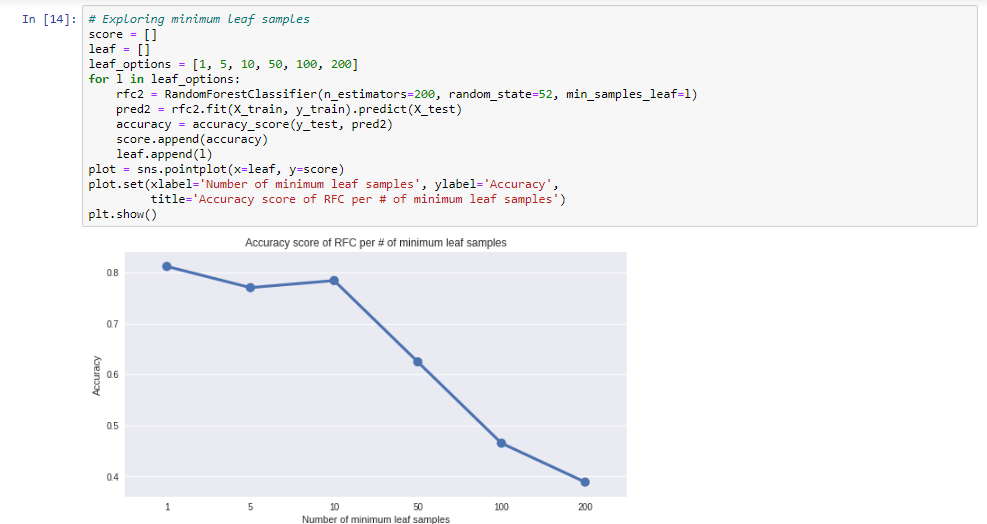 In [14]: # Exploring minimum leaf samples
score = []
leaf = []
leaf_options = [1, 5, 10, 50, 100, 200]
for l in leaf_options:
    rfc2 = RandomForestClassifier(n_estimators=200, random_state=52, min_samples_leaf=l)
    pred2 = rfc2.fit(X_train, y_train).predict(X_test)
    accuracy = accuracy_score(y_test, pred2)
    score.append(accuracy)
    leaf.append(l)
plot = sns.pointplot(x=leaf, y=score)
plot.set(xlabel='Number of minimum leaf samples', ylabel='Accuracy',
         title='Accuracy score of RFC per # of minimum leaf samples')
plt.show()
Accuracy score of RFC per # of minimum leaf samples
0.8
0.7
0.6
0.5
0.4
Accuracy
1 5 10 50 100 200
Number of minimum leaf samples